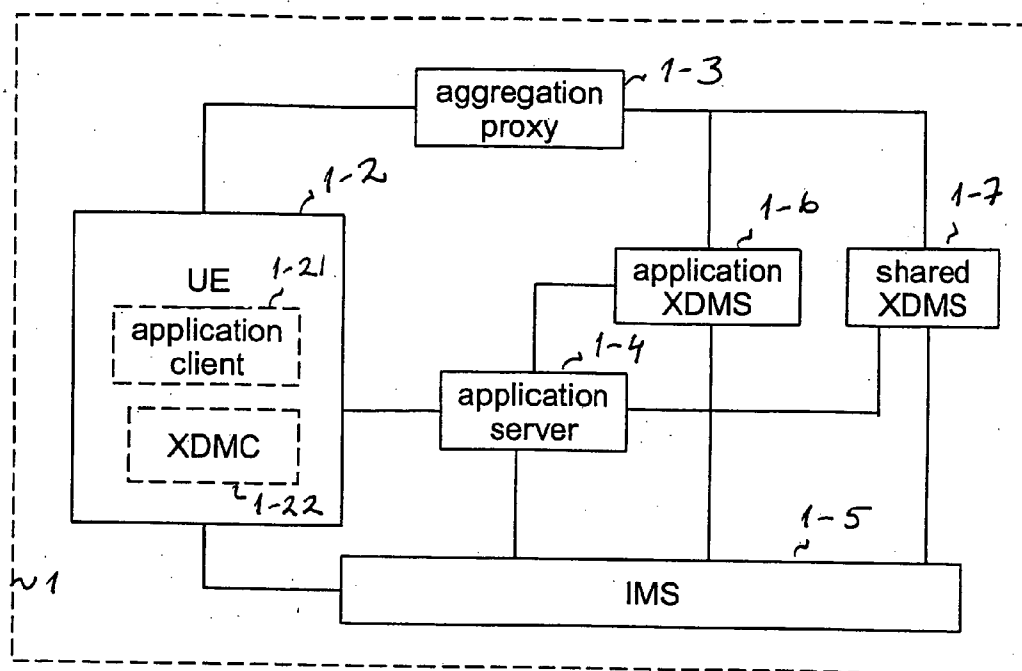 aggregation
proxy
1-3
1-2
UE
1-21
application
client
XDMC
1-22
1-6
application
XDMS
1-7
shared
XDMS
1-4
application
server
1-5
IMS
1